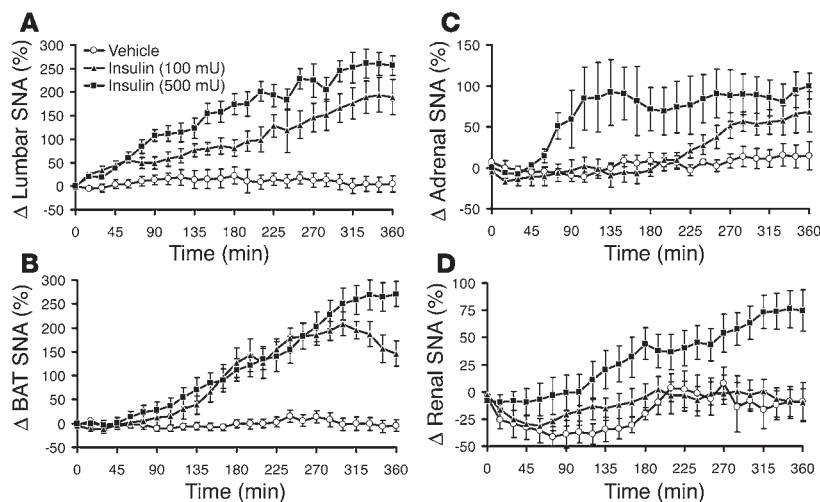 A
Δ Lumbar SNA (%)
300
250
200
150
100
50
0
-50
Vehicle
Insulin (100 mU)
Insulin (500 mU)
0 45 90 135 180 225 270 315 360
Time (min)
C
Δ Adrenal SNA (%)
150
100
50
0
-50
0 45 90 135 180 225 270 315 360
Time (min)
B
Δ BAT SNA (%)
300
250
200
150
100
50
0
-50
0 45 90 135 180 225 270 315 360
Time (min)
D
Δ Renal SNA (%)
100
75
50
25
0
-25
-50
0 45 90 135 180 225 270 315 360
Time (min)